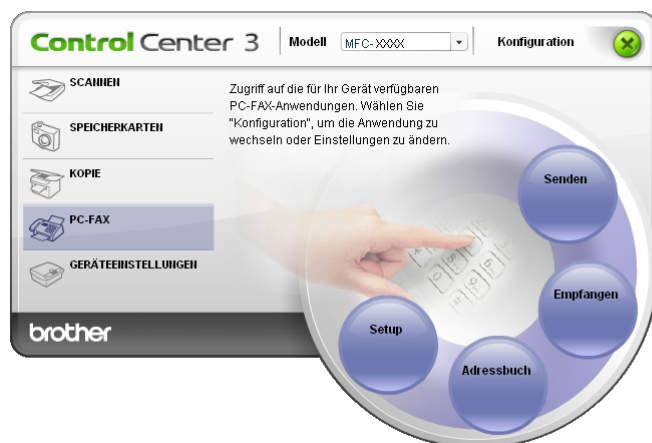 Control Center 3
Modell
MFC-XXXX
Konfiguration
SCANNEN
SPEICHERKARTEN
KOPIE
PC-FAX
GERÄTEEINSTELLUNGEN
Zugriff auf die für Ihr Gerät verfügbaren
PC-FAX-Anwendungen. Wählen Sie
"Konfiguration", um die Anwendung zu
wechseln oder Einstellungen zu ändern.
Senden
Empfangen
Adressbuch
Setup
brother